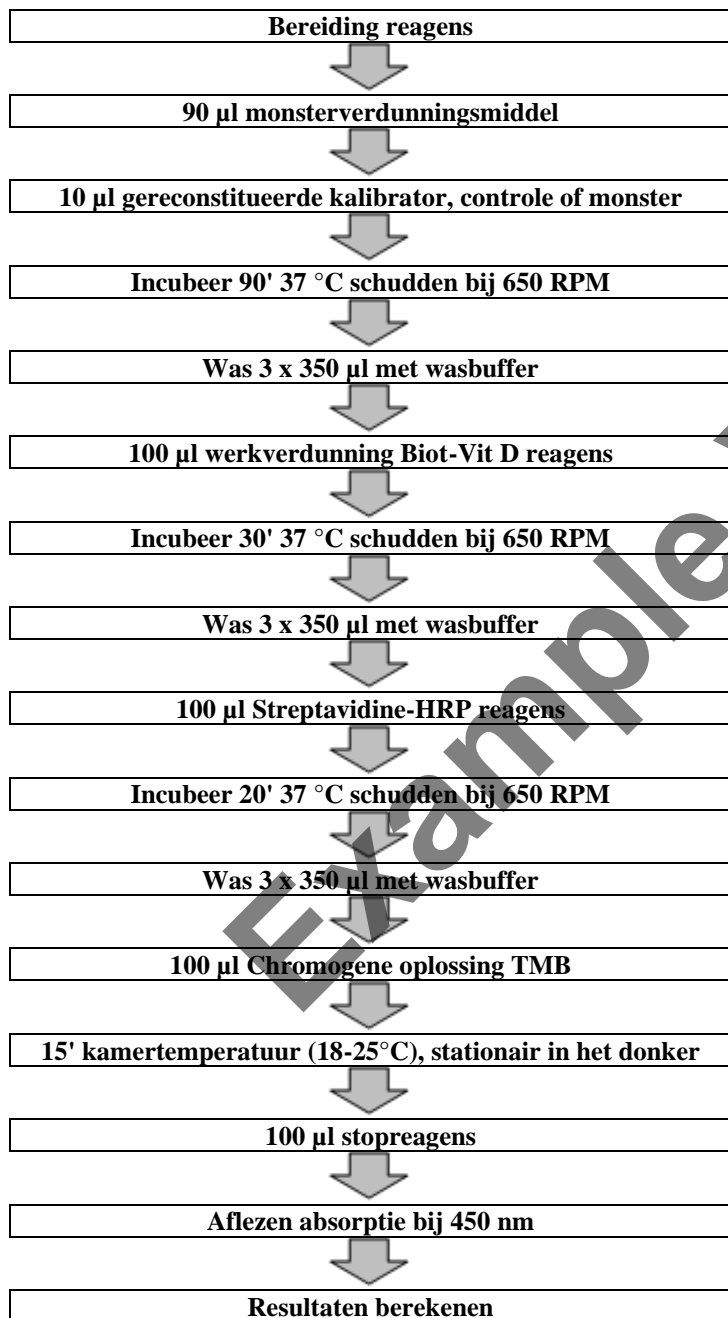 Bereiding reagens
90 µl monsterverdunningsmiddel
10 µl gereconstitueerde kalibrator, controle of monster
Incubeer 90' 37 °C schudden bij 650 RPM
Was 3 x 350 µl met wasbuffer
100 µl werkverdunning Biot-Vit D reagens
Incubeer 30' 37 °C schudden bij 650 RPM
Was 3 x 350 µl met wasbuffer
100 µl Streptavidine-HRP reagens
Incubeer 20' 37 °C schudden bij 650 RPM
Was 3 x 350 µl met wasbuffer
100 µl Chromogene oplossing TMB
15' kamertemperatuur (18-25°C), stationair in het donker
100 µl stopreagens
Aflezen absorptie bij 450 nm
Resultaten berekenen
Example